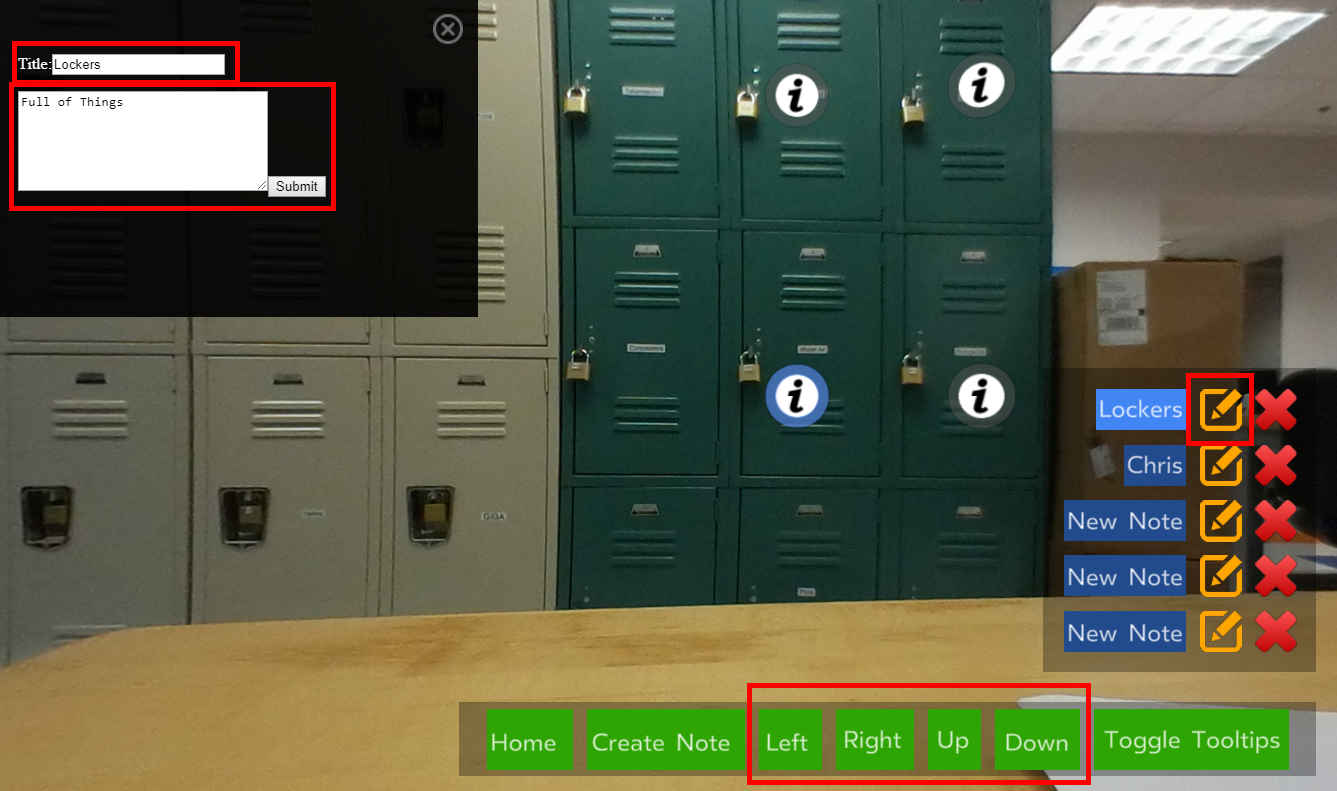 Title:Lockers
Full of Things
Submit
Lockers
Chris
New Note
New Note
New Note
GIGA
Home
Create Note
Left
Right
Up
Down
Toggle Tooltips